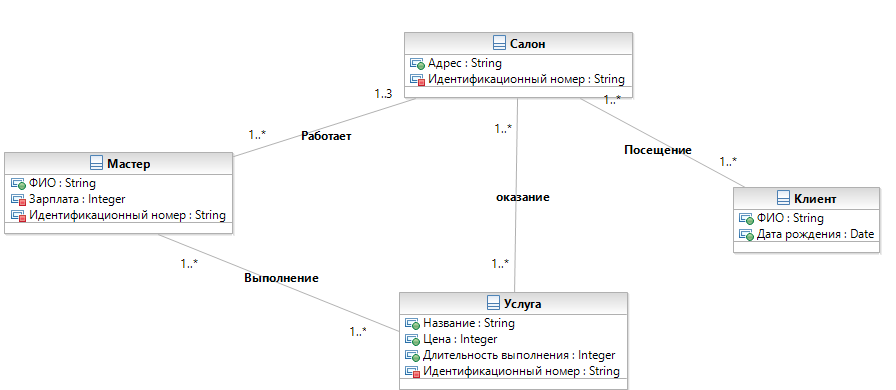 Салон
Адрес : String
Идентификационный номер : String
1..3
1..*
1..*
1..*
Работает
Посещение
1..*
Мастер
ФИО : String
Зарплата : Integer
Идентификационный номер : String
оказание
Клиент
ФИО : String
Дата рождения : Date
1..*
1..*
Выполнение
1..*
Услуга
Название : String
Цена : Integer
Длительность выполнения : Integer
Идентификационный номер : String